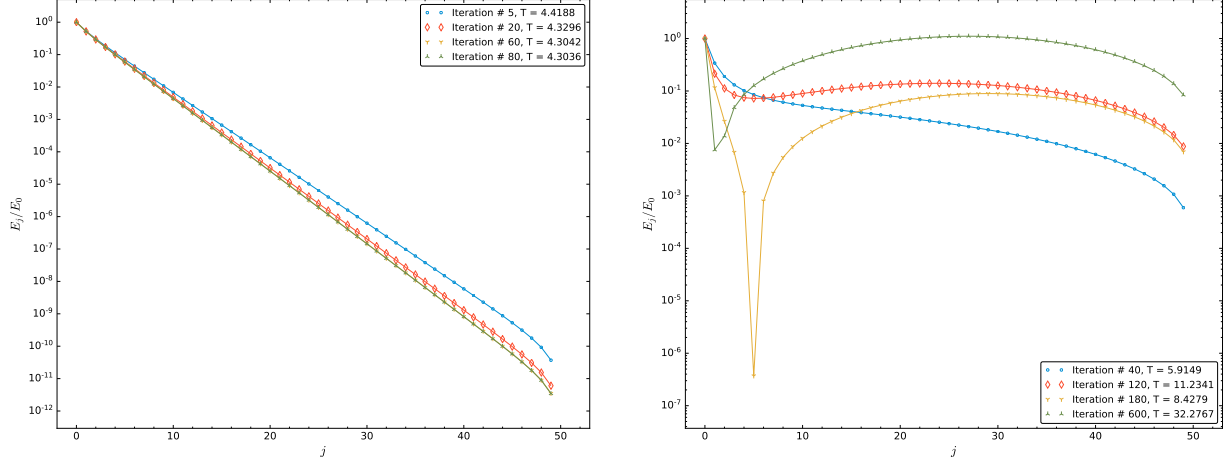 Iteration # 5, T = 4.4188
Iteration # 20, T = 4.3296
Iteration # 60, T = 4.3042
Iteration # 80, T = 4.3036
10^0
10^-1
10^-2
10^-3
10^-4
10^-5
10^-6
10^-7
10^-8
10^-9
10^-10
10^-11
10^-12
E_j/E_0
0 10 20 30 40 50
j
10^0
10^-1
10^-2
10^-3
10^-4
10^-5
10^-6
10^-7
E_j/E_0
Iteration # 40, T = 5.9149
Iteration # 120, T = 11.2341
Iteration # 180, T = 8.4279
Iteration # 600, T = 32.2767
0 10 20 30 40 50
j